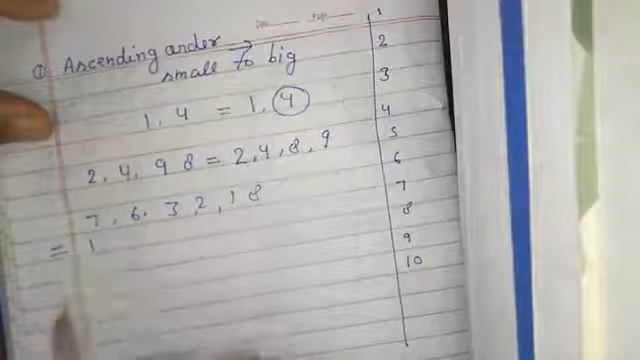 ① Ascending order →
small to big
1, 4 = 1, 4
2, 4, 9 8 = 2, 4, 8, 9
7, 6. 3, 2, 1 8
= 1
1
2
3
4
5
6
7
8
9
10